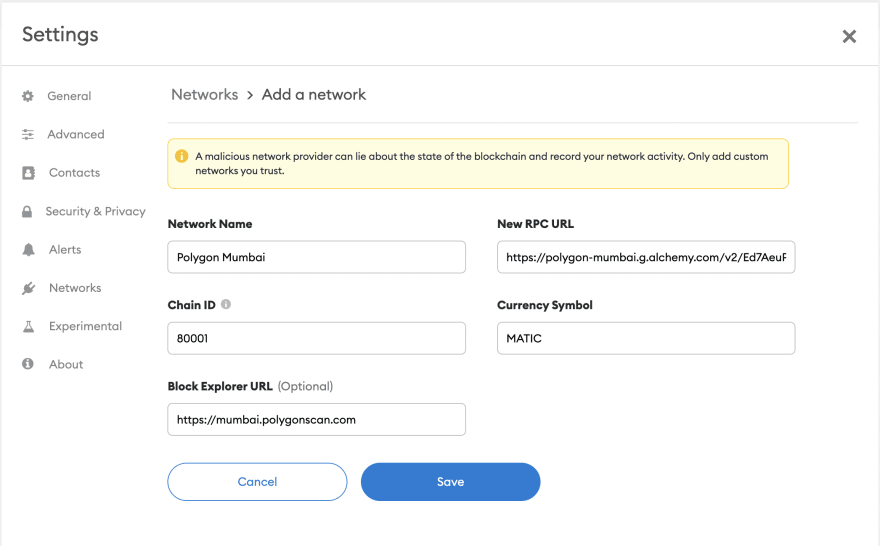 Settings
General
Advanced
Contacts
Security & Privacy
Alerts
Networks
Experimental
About
Networks > Add a network
A malicious network provider can lie about the state of the blockchain and record your network activity. Only add custom
networks you trust.
Network Name
Polygon Mumbai
New RPC URL
https://polygon-mumbai.g.alchemy.com/v2/Ed7AeuF
Chain ID
80001
Currency Symbol
MATIC
Block Explorer URL (Optional)
https://mumbai.polygonscan.com
Cancel
Save